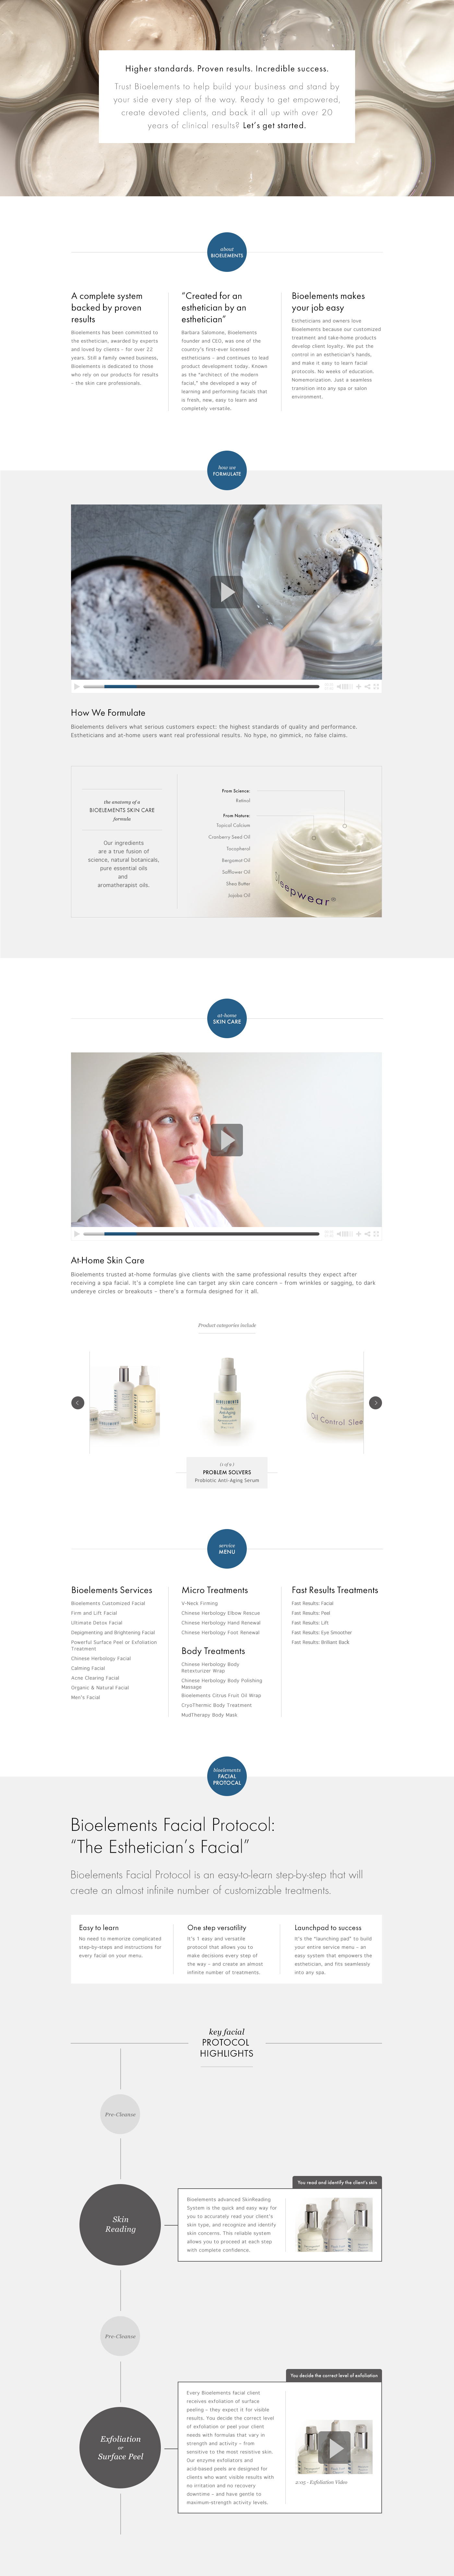 Higher standards. Proven results. Incredible success.
Trust Bioelements to help build your business and stand by
your side every step of the way. Ready to get empowered,
create devoted clients, and back it all up with over 20
years of clinical results? Let's get started.
about
BIOELEMENTS
A complete system
backed by proven
results
Bioelements has been committed to
the esthetician, awarded by experts
and loved by clients - for over 22
years. Still a family owned business,
Bioelements is dedicated to those
who rely on our products for results
- the skin care professionals.
"Created for an
esthetician by an
esthetician"
Barbara Salomone, Bioelements
founder and CEO, was one of the
country's first-ever licensed
estheticians - and continues to lead
product development today. Known
as the "architect of the modern
facial," she developed a way of
learning and performing facials that
is fresh, new, easy to learn and
completely versatile.
Bioelements makes
your job easy
Estheticians and owners love
Bioelements because our customized
treatment and take-home products
develop client loyalty. We put the
control in an esthetician's hands,
and make it easy to learn facial
protocols. No weeks of education.
Nomemorization. Just a seamless
transition into any spa or salon
environment.
how we
FORMULATE
How We Formulate
Bioelements delivers what serious customers expect: the highest standards of quality and performance.
Estheticians and at-home users want real professional results. No hype, no gimmick, no false claims.
the anatomy of a
BIOELEMENTS SKIN CARE
formula
Our ingredients
are a true fusion of
science, natural botanicals,
pure essential oils
and
aromatherapist oils.
From Science:
Retinol
From Nature:
Topical Calcium
Cranberry Seed Oil
Tocopherol
Bergamot Oil
Safflower Oil
Shea Butter
Jojoba Oil
Sleepwear®
at-home
SKIN CARE
At-Home Skin Care
Bioelements trusted at-home formulas give clients with the same professional results they expect after
receiving a spa facial. It's a complete line can target any skin care concern - from wrinkles or sagging, to dark
undereye circles or breakouts - there's a formula designed for it all.
Product categories include
BIOELEMENTS
Probiotic
Anti-Aging
Serum
Oil Control Slee
PROBLEM SOLVERS
Probiotic Anti-Aging Serum
service
MENU
Bioelements Services
Bioelements Customized Facial
Firm and Lift Facial
Ultimate Detox Facial
Depigmenting and Brightening Facial
Powerful Surface Peel or Exfoliation
Treatment
Chinese Herbology Facial
Calming Facial
Acne Clearing Facial
Organic & Natural Facial
Men's Facial
Micro Treatments
V-Neck Firming
Chinese Herbology Elbow Rescue
Chinese Herbology Hand Renewal
Chinese Herbology Foot Renewal
Body Treatments
Chinese Herbology Body
Retexturizer Wrap
Chinese Herbology Body Polishing
Massage
Bioelements Citrus Fruit Oil Wrap
CryoThermic Body Treatment
MudTherapy Body Mask
Fast Results Treatments
Fast Results: Facial
Fast Results: Peel
Fast Results: Lift
Fast Results: Eye Smoother
Fast Results: Brilliant Back
bioelements
FACIAL
PROTOCAL
Bioelements Facial Protocol:
"The Esthetician's Facial"
Bioelements Facial Protocol is an easy-to-learn step-by-step that will
create an almost infinite number of customizable treatments.
Easy to learn
No need to memorize complicated
step-by-steps and instructions for
every facial on your menu.
One step versatility
It's 1 easy and versatile
protocol that allows you to
make decisions every step of
the way - and create an almost
infinite number of treatments.
Launchpad to success
It's the "launching pad" to build
your entire service menu - an
easy system that empowers the
esthetician, and fits seamlessly
into any spa.
key facial
PROTOCOL
HIGHLIGHTS
Pre-Cleanse
Skin
Reading
You read and identify the client's skin
Bioelements advanced SkinReading
System is the quick and easy way for
you to accurately read your client's
skin type, and recognize and identify
skin concerns. This reliable system
allows you to proceed at each step
with complete confidence.
Pre-Cleanse
Exfoliation
or
Surface Peel
You decide the correct level of exfoliation
Every Bioelements facial client
receives exfoliation of surface
peeling - they expect it for visible
results. You decide the correct level
of exfoliation or peel your client
needs with formulas that vary in
strength and activity - from
sensitive to the most resistive skin.
Our enzyme exfoliators and
acid-based peels are designed for
clients who want visible results with
no irritation and no recovery
downtime - and have gentle to
maximum-strength activity levels.
2:05 - Exfoliation Video